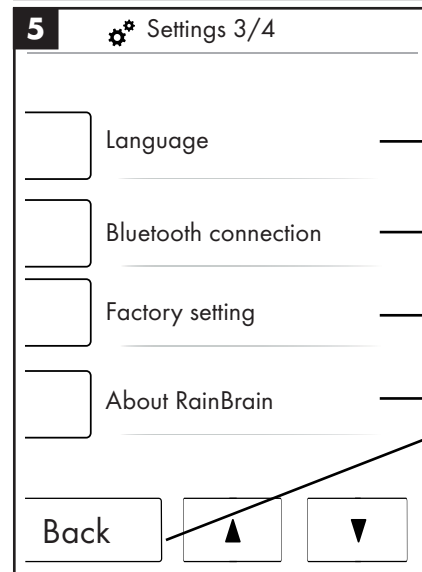 5
Settings 3/4
Language
Bluetooth connection
Factory setting
About RainBrain
Back